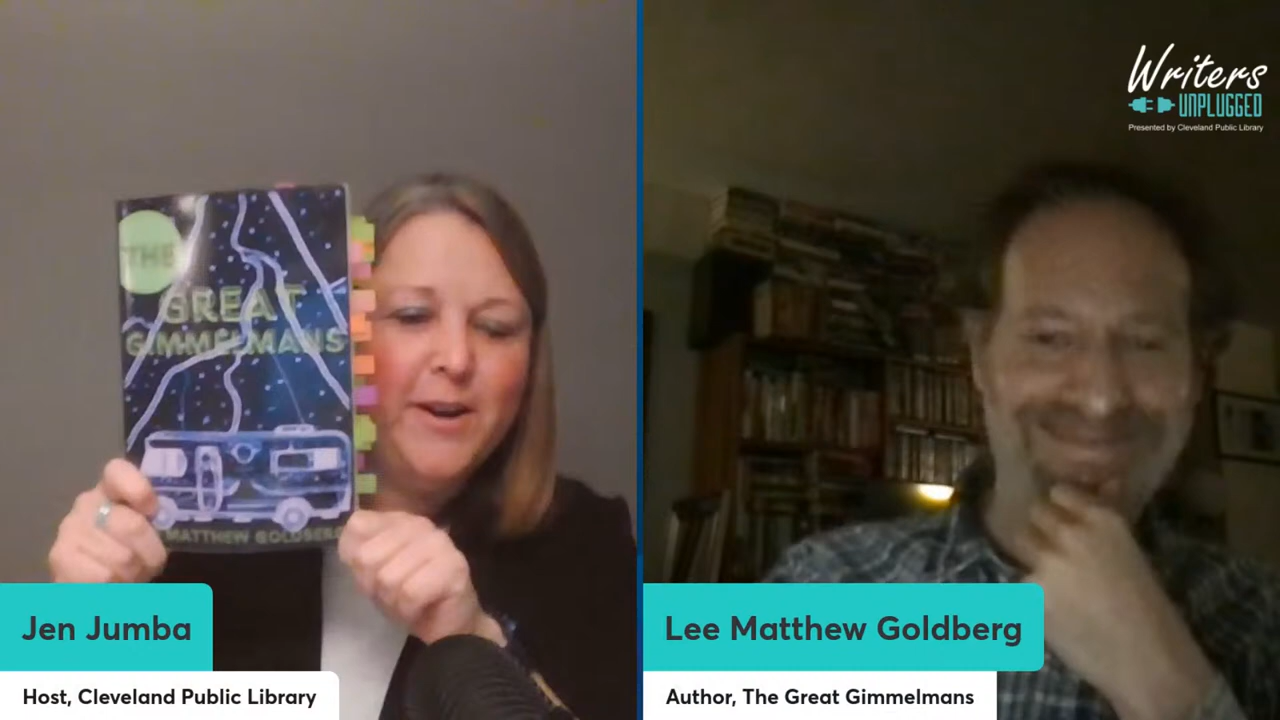 THE
GREAT
GIMMELMANS
MATTHEW GOLDBERG
Jen Jumba
Host, Cleveland Public Library
Writers
UNPLUGGED
Presented by Cleveland Public Library
Lee Matthew Goldberg
Author, The Great Gimmelmans